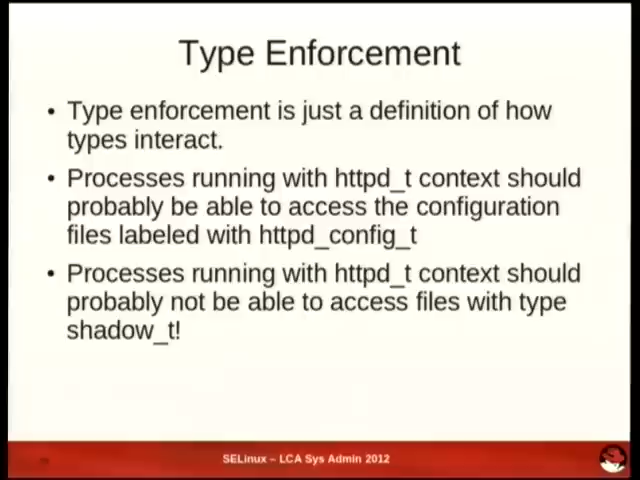 Type Enforcement
• Type enforcement is just a definition of how
types interact.
• Processes running with httpd_t context should
probably be able to access the configuration
files labeled with httpd_config_t
• Processes running with httpd_t context should
probably not be able to access files with type
shadow_t!
SELinux – LCA Sys Admin 2012